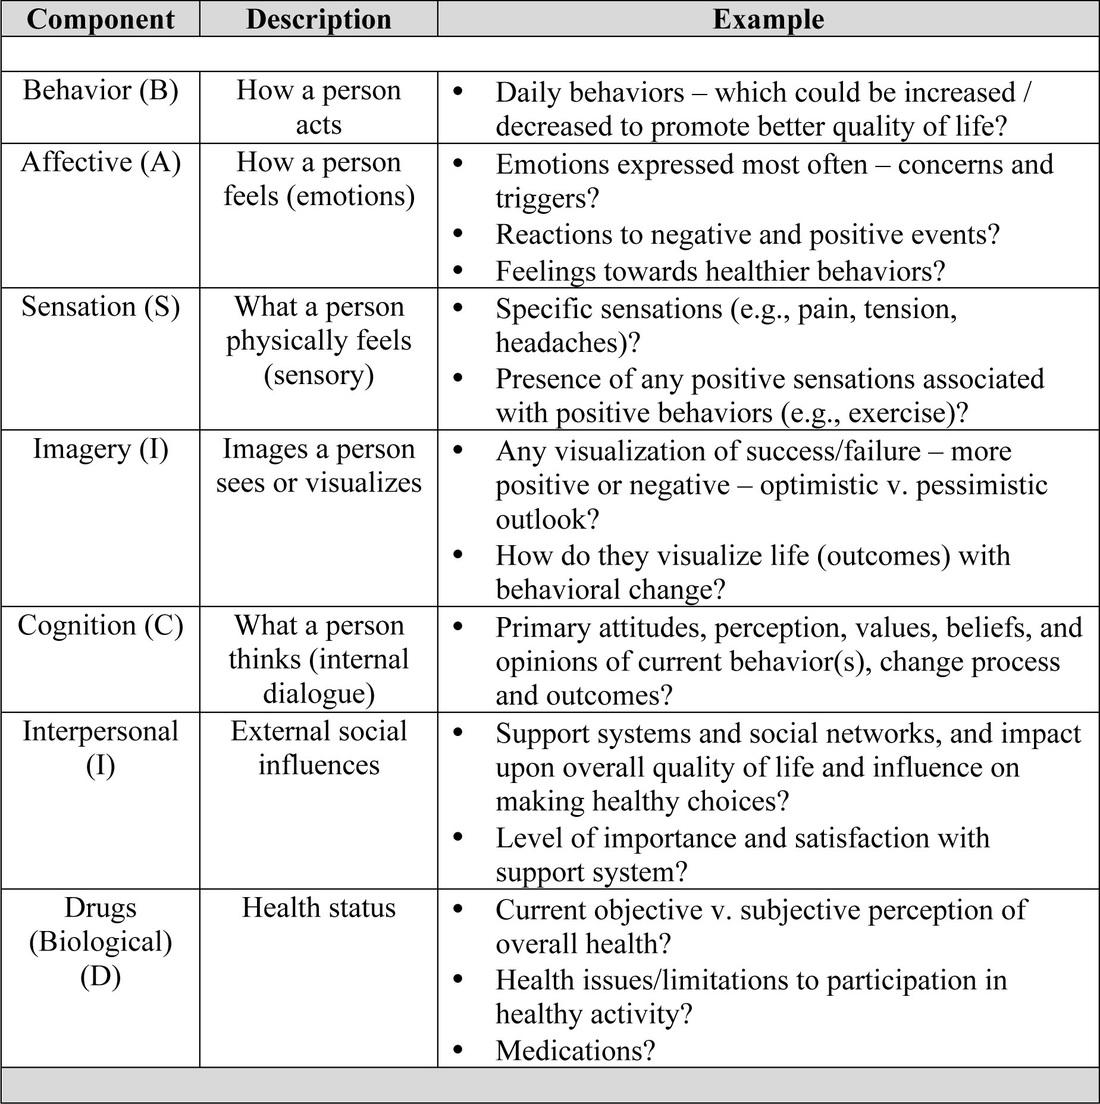 Component Description Example
Behavior (B) How a person • Daily behaviors – which could be increased /
acts decreased to promote better quality of life?
Affective (A) How a person • Emotions expressed most often – concerns and
feels (emotions) triggers?
• Reactions to negative and positive events?
• Feelings towards healthier behaviors?
Sensation (S) What a person • Specific sensations (e.g., pain, tension,
physically feels headaches)?
(sensory) • Presence of any positive sensations associated
with positive behaviors (e.g., exercise)?
Imagery (I) Images a person • Any visualization of success/failure – more
sees or visualizes positive or negative – optimistic v. pessimistic
outlook?
• How do they visualize life (outcomes) with
behavioral change?
Cognition (C) What a person • Primary attitudes, perception, values, beliefs, and
thinks (internal opinions of current behavior(s), change process
dialogue) and outcomes?
Interpersonal External social • Support systems and social networks, and impact
(I) influences upon overall quality of life and influence on
making healthy choices?
• Level of importance and satisfaction with
support system?
Drugs Health status • Current objective v. subjective perception of
(Biological) overall health?
(D) • Health issues/limitations to participation in
healthy activity?
• Medications?